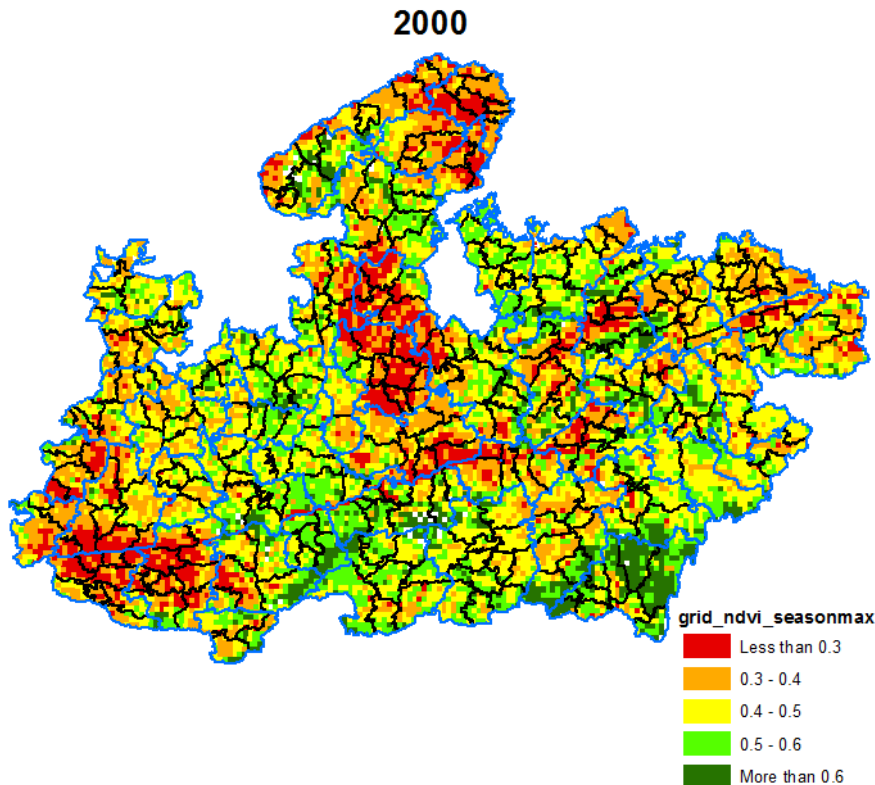 2000
grid_ndvi_seasonmax
Less than 0.3
0.3 - 0.4
0.4 - 0.5
0.5 - 0.6
More than 0.6